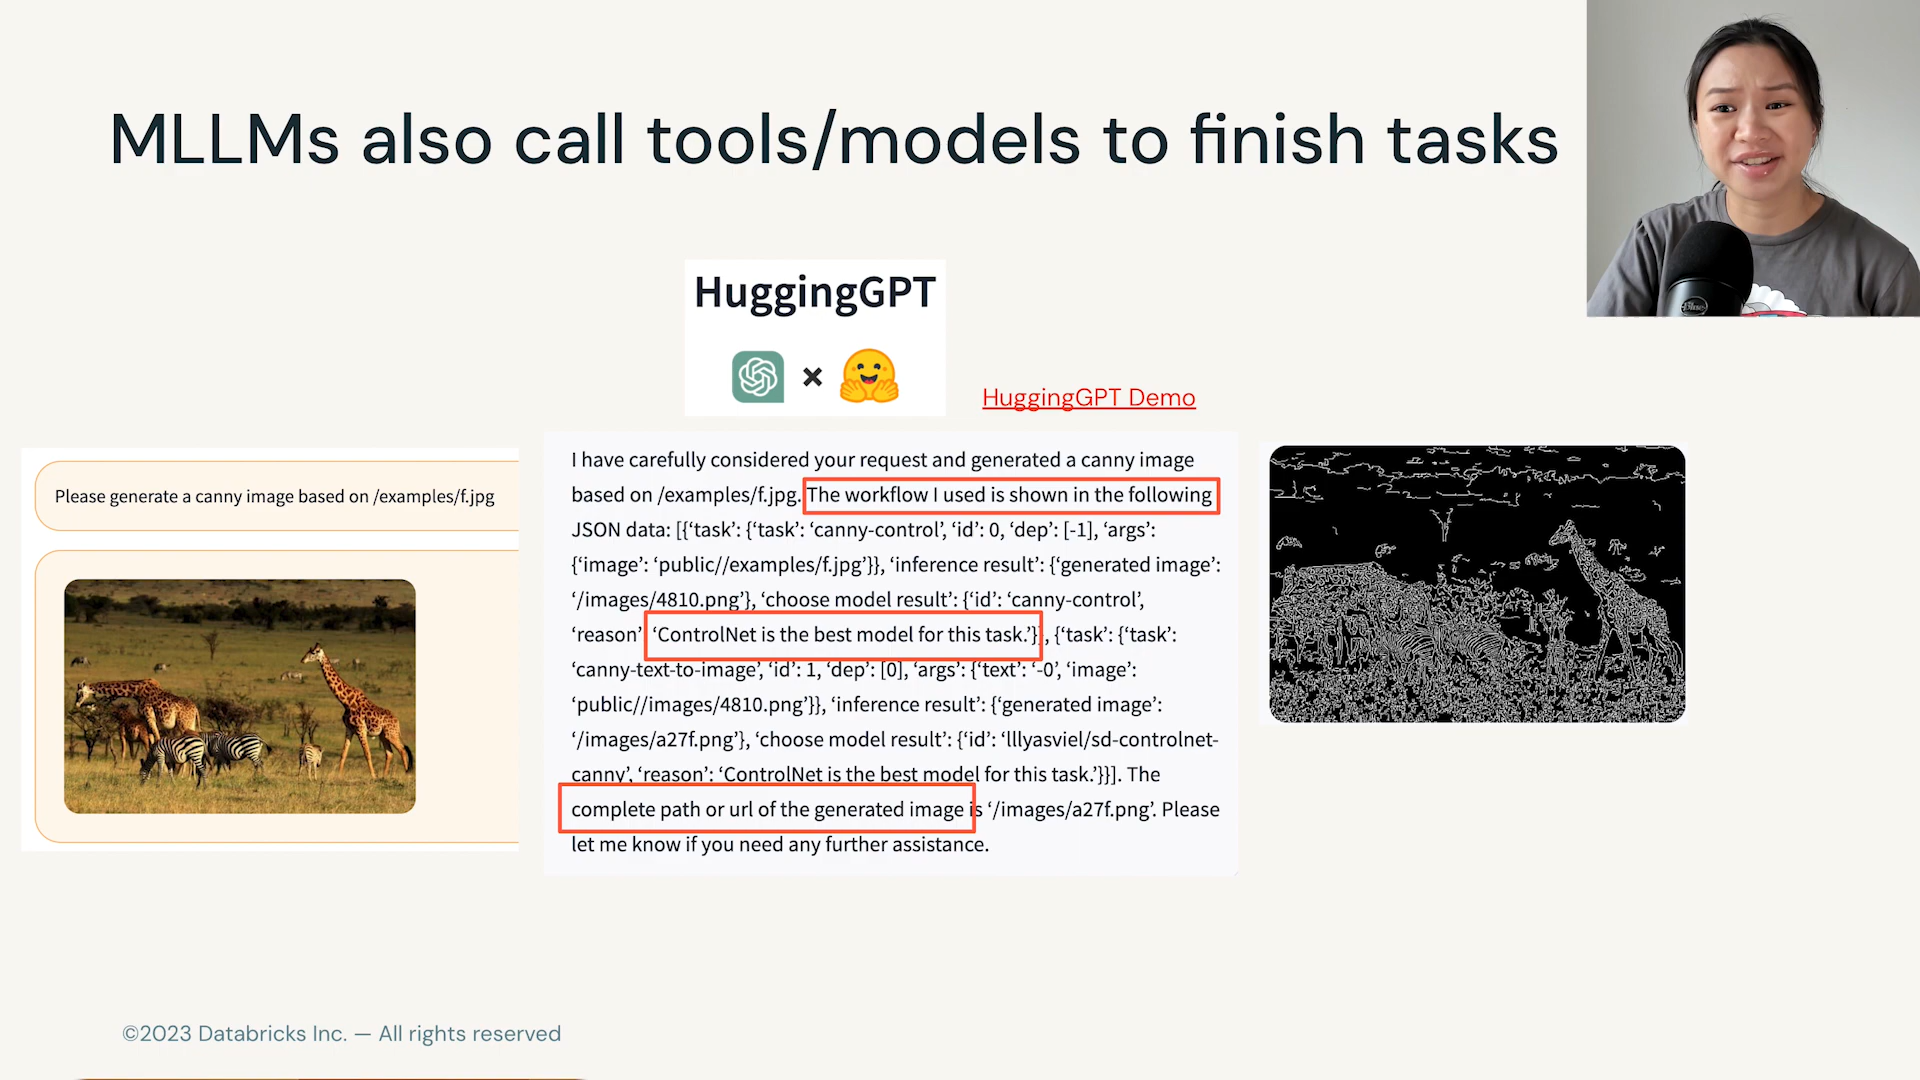 MLLMs also call tools/models to finish tasks
HuggingGPT
HuggingGPT Demo
Please generate a canny image based on /examples/f.jpg
I have carefully considered your request and generated a canny image
based on /examples/f.jpg. The workflow I used is shown in the following
JSON data: [{‘task’: {‘task’: ‘canny-control’, ‘id’: 0, ‘dep’: [-1], ‘args’:
{‘image’: ‘public//examples/f.jpg’}}, ‘inference result’: {‘generated image’:
‘/images/4810.png’}, ‘choose model result’: {‘id’: ‘canny-control’,
‘reason’: ‘ControlNet is the best model for this task.’}}, {‘task’: {‘task’:
‘canny-text-to-image’, ‘id’: 1, ‘dep’: [0], ‘args’: {‘text’: ‘-0’, ‘image’:
‘public//images/4810.png’}}, ‘inference result’: {‘generated image’:
‘/images/a27f.png’}, ‘choose model result’: {‘id’: ‘lllyasviel/sd-controlnet-
canny’, ‘reason’: ‘ControlNet is the best model for this task.’}}]. The
complete path or url of the generated image is ‘/images/a27f.png’. Please
let me know if you need any further assistance.
©2023 Databricks Inc. — All rights reserved